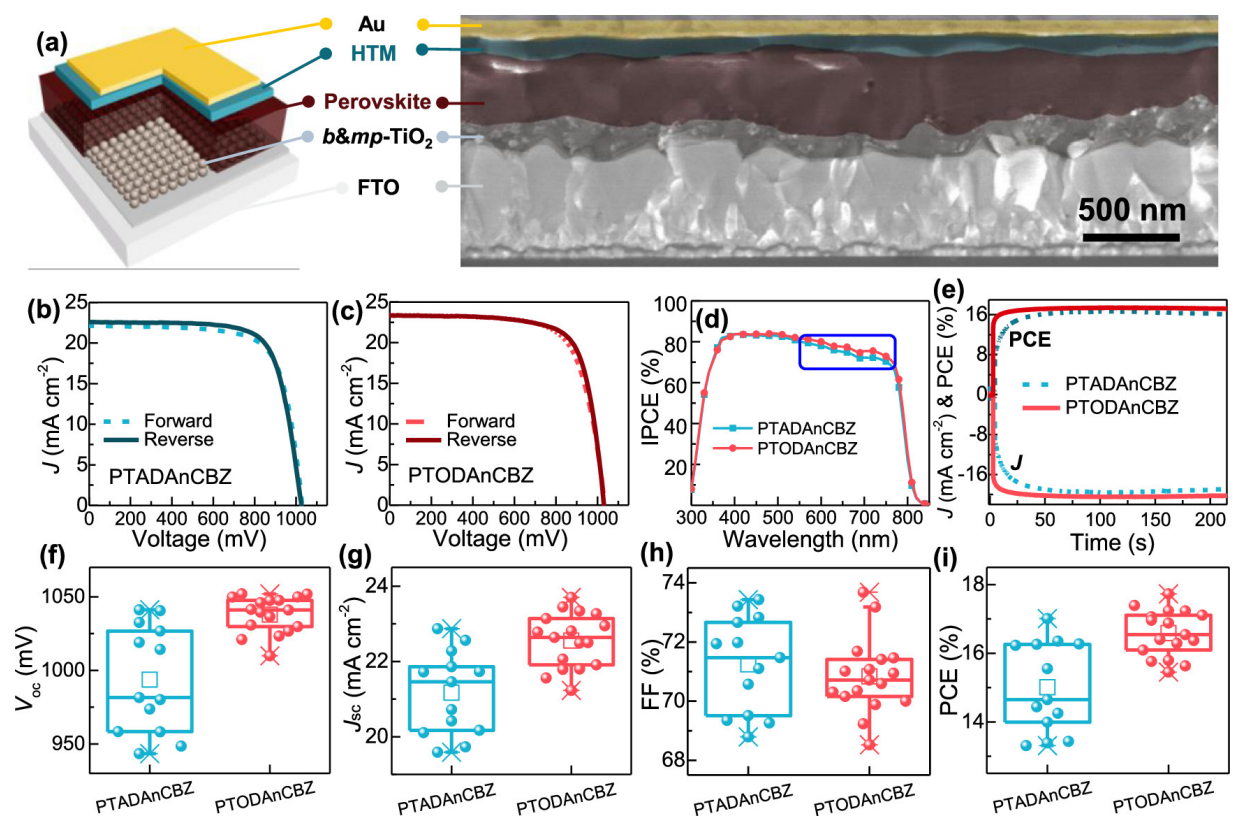 (a)
Au
HTM
Perovskite
b&mp-TiO₂
FTO
500 nm
(b)
J (mA cm⁻²)
25
20
15
10
5
0
Forward
Reverse
PTADAnCBZ
0 200 400 600 800 1000
Voltage (mV)
(c)
J (mA cm⁻²)
25
20
15
10
5
0
Forward
Reverse
PTODAnCBZ
0 200 400 600 800 1000
Voltage (mV)
(d)
IPCE (%)
100
80
60
40
20
0
PTADAnCBZ
PTODAnCBZ
300 400 500 600 700 800
Wavelength (nm)
(e)
J (mA cm⁻²) & PCE (%)
16
8
0
-8
-16
PCE
PTADAnCBZ
PTODAnCBZ
J
0 50 100 150 200
Time (s)
(f)
Voc (mV)
1050
1000
950
PTADAnCBZ
PTODAnCBZ
(g)
Jsc (mA cm⁻²)
24
22
20
PTADAnCBZ
PTODAnCBZ
(h)
FF (%)
74
72
70
68
PTADAnCBZ
PTODAnCBZ
(i)
PCE (%)
18
16
14
PTADAnCBZ
PTODAnCBZ